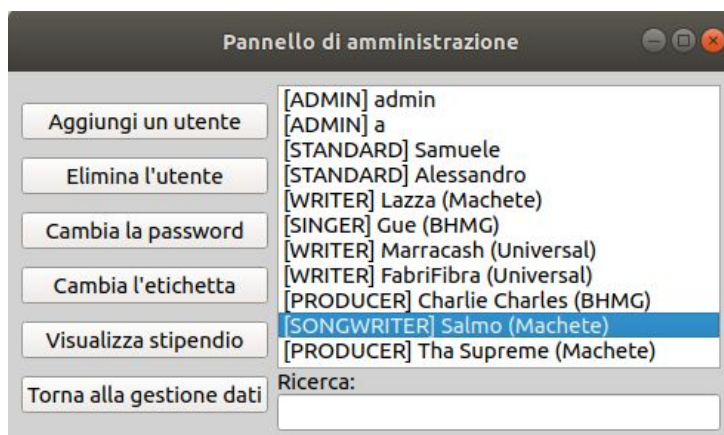 Pannello di amministrazione
Aggiungi un utente
Elimina l'utente
Cambia la password
Cambia l'etichetta
Visualizza stipendio
Torna alla gestione dati
[ADMIN] admin
[ADMIN] a
[STANDARD] Samuele
[STANDARD] Alessandro
[WRITER] Lazza (Machete)
[SINGER] Gue (BHMG)
[WRITER] Marracash (Universal)
[WRITER] FabriFibra (Universal)
[PRODUCER] Charlie Charles (BHMG)
[SONGWRITER] Salmo (Machete)
[PRODUCER] Tha Supreme (Machete)
Ricerca: